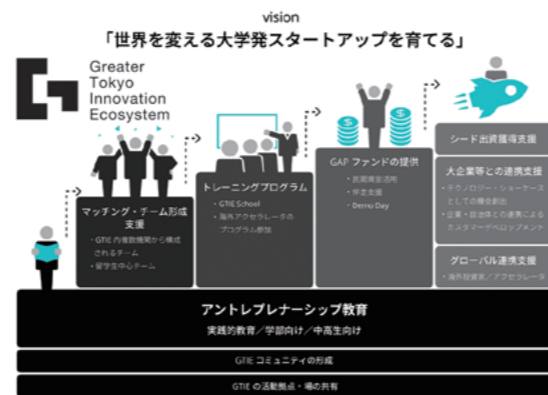 vision
「世界を変える大学発スタートアップを育てる」
Greater
Tokyo
Innovation
Ecosystem
マッチング・チーム形成
支援
・GTIE 内複数機関から構成
されるチーム
・留学生中心チーム
トレーニングプログラム
・GTIE School
・海外アクセラレータの
プログラム参加
GAP ファンドの提供
・民間資金活用
・伴走支援
・Demo Day
シード出資獲得支援
大企業等との連携支援
・テクノロジー・ショーケース
としての機会創出
・企業・自治体との連携による
カスタマーデベロップメント
グローバル連携支援
・海外投資家／アクセラレータ
アントレプレナーシップ教育
実践的教育／学部向け／中高生向け
GTIE コミュニティの形成
GTIE の活動拠点・場の共有